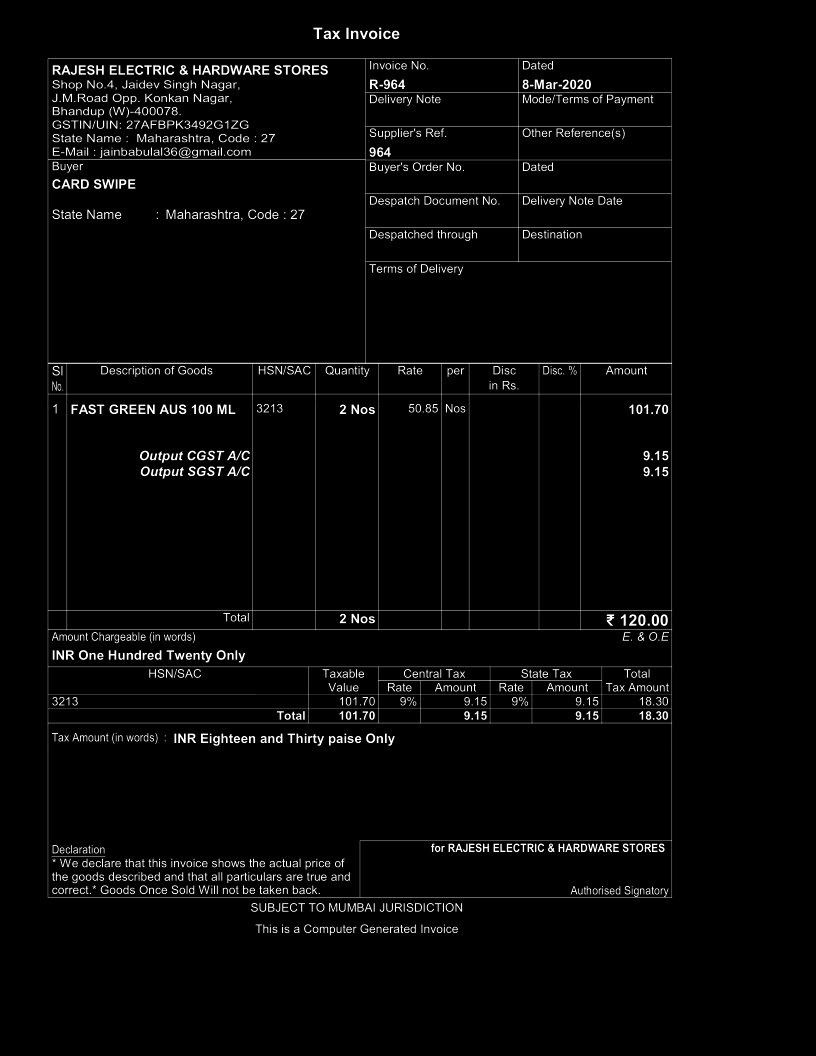 Tax Invoice
RAJESH ELECTRIC & HARDWARE STORES
Shop No.4, Jaidev Singh Nagar,
J.M.Road Opp. Konkan Nagar,
Bhandup (W)-400078.
GSTIN/UIN: 27AFBPK3492G1ZG
State Name : Maharashtra, Code : 27
E-Mail : jainbabulal36@gmail.com
Invoice No. Dated
R-964 8-Mar-2020
Delivery Note Mode/Terms of Payment
Supplier's Ref. Other Reference(s)
964
Buyer
CARD SWIPE
State Name : Maharashtra, Code : 27
Buyer's Order No. Dated
Despatch Document No. Delivery Note Date
Despatched through Destination
Terms of Delivery
Sl Description of Goods HSN/SAC Quantity Rate per Disc Disc. % Amount
No. in Rs.
1 FAST GREEN AUS 100 ML 3213 2 Nos 50.85 Nos 101.70
Output CGST A/C 9.15
Output SGST A/C 9.15
Total 2 Nos ₹ 120.00
Amount Chargeable (in words) E. & O.E
INR One Hundred Twenty Only
HSN/SAC Taxable Central Tax State Tax Total
Value Rate Amount Rate Amount Tax Amount
3213 101.70 9% 9.15 9% 9.15 18.30
Total 101.70 9.15 9.15 18.30
Tax Amount (in words) : INR Eighteen and Thirty paise Only
Declaration
* We declare that this invoice shows the actual price of
the goods described and that all particulars are true and
correct.* Goods Once Sold Will not be taken back.
for RAJESH ELECTRIC & HARDWARE STORES
Authorised Signatory
SUBJECT TO MUMBAI JURISDICTION
This is a Computer Generated Invoice